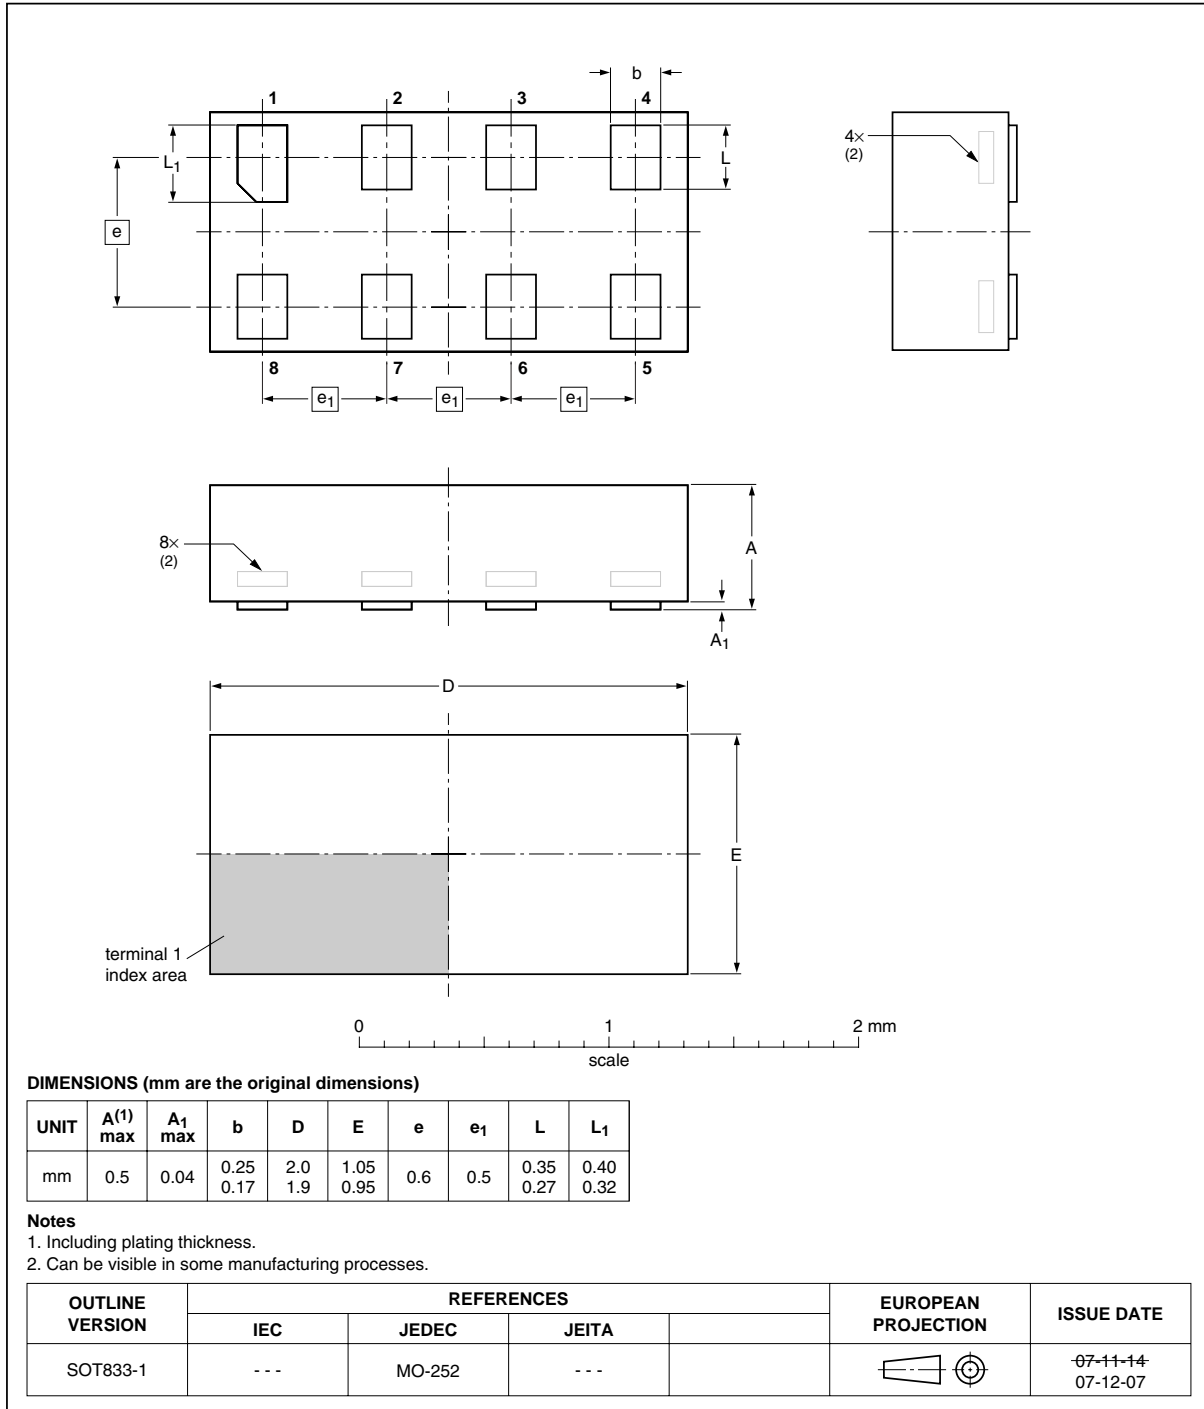 b
1 2 3 4
L1
L
4×
(2)
e
8 7 6 5
e1 e1 e1
8×
(2)
A
A1
D
E
terminal 1
index area
0 1 2 mm
scale
DIMENSIONS (mm are the original dimensions)
UNIT A(1) max A1 max b D E e e1 L L1
mm 0.5 0.04 0.25 0.17 2.0 1.9 1.05 0.95 0.6 0.5 0.35 0.27 0.40 0.32
Notes
1. Including plating thickness.
2. Can be visible in some manufacturing processes.
OUTLINE VERSION REFERENCES EUROPEAN PROJECTION ISSUE DATE
IEC JEDEC JEITA
SOT833-1 - - - MO-252 - - - 07-11-14
07-12-07